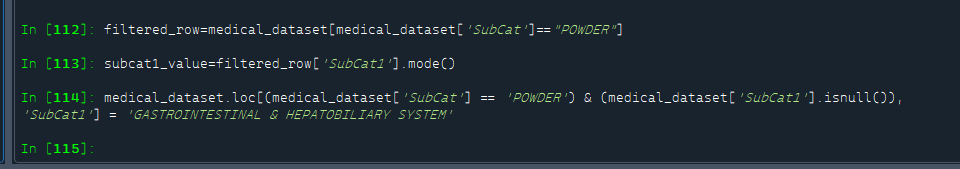 In [112]: filtered_row=medical_dataset[medical_dataset['SubCat']=="POWDER"]
In [113]: subcat1_value=filtered_row['SubCat1'].mode()
In [114]: medical_dataset.loc[(medical_dataset['SubCat'] == 'POWDER') & (medical_dataset['SubCat1'].isnull()),
'SubCat1'] = 'GASTROINTESTINAL & HEPATOBILIARY SYSTEM'
In [115]: